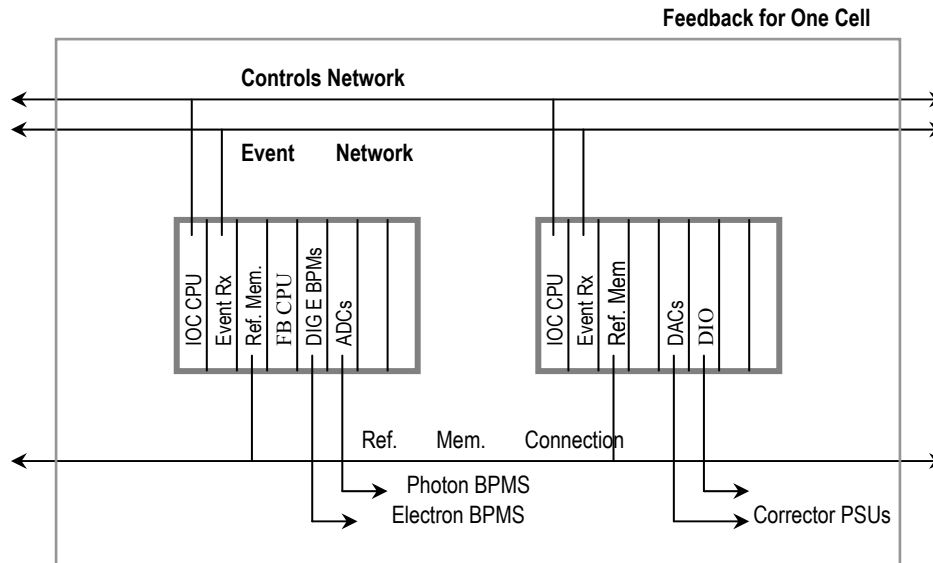 Feedback for One Cell
Controls Network
Event Network
IOC CPU
Event Rx
Ref. Mem.
FB CPU
DIG E BPMs
ADCs
IOC CPU
Event Rx
Ref. Mem
DACs
DIO
Ref. Mem. Connection
Photon BPMS
Electron BPMS
Corrector PSUs